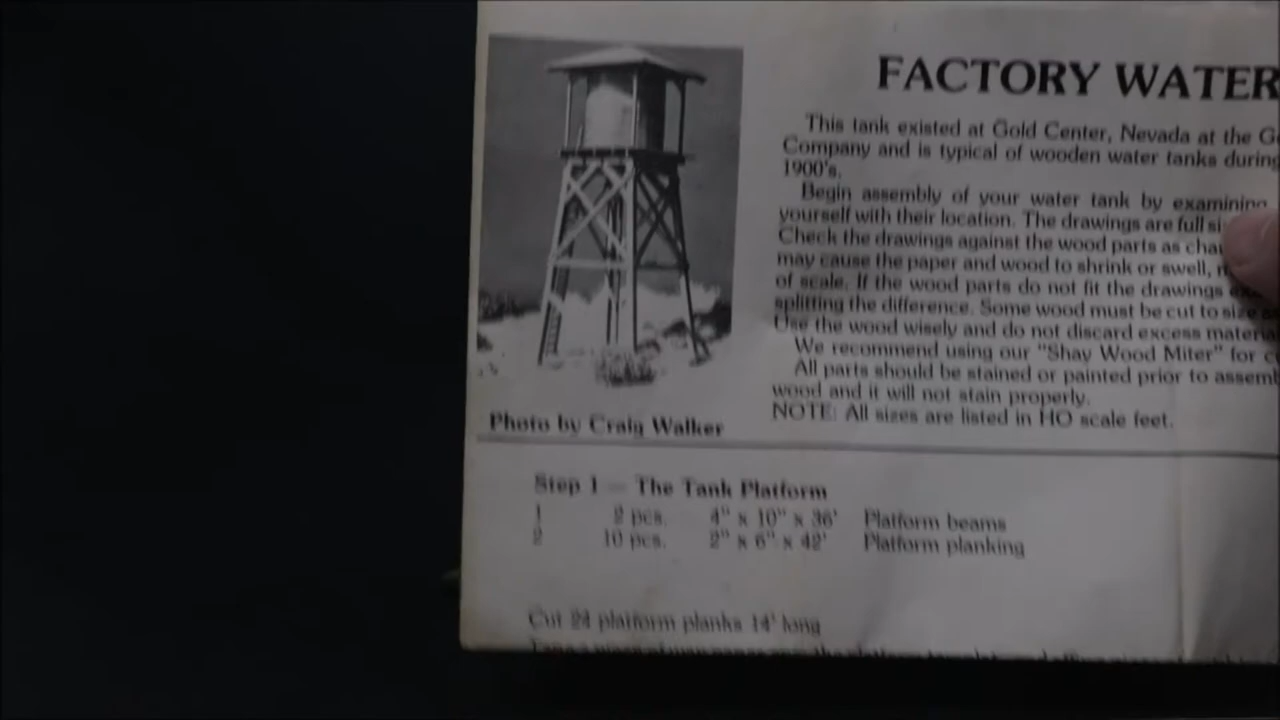 FACTORY WATER
This tank existed at Gold Center, Nevada at the G
Company and is typical of wooden water tanks during
1900's.
Begin assembly of your water tank by examining
yourself with their location. The drawings are full si
Check the drawings against the wood parts as cha
may cause the paper and wood to shrink or swell,
of scale. If the wood parts do not fit the drawings
splitting the difference. Some wood must be cut to size
Use the wood wisely and do not discard excess materia
We recommend using our "Shay Wood Miter" for c
All parts should be stained or painted prior to assemb
wood and it will not stain properly.
NOTE: All sizes are listed in HO scale feet.
Photo by Craig Walker
Step 1 — The Tank Platform
1 2 pcs. 4" x 10" x 36' Platform beams
2 10 pcs. 2" x 6" x 42' Platform planking
Cut 24 platform planks 14' long